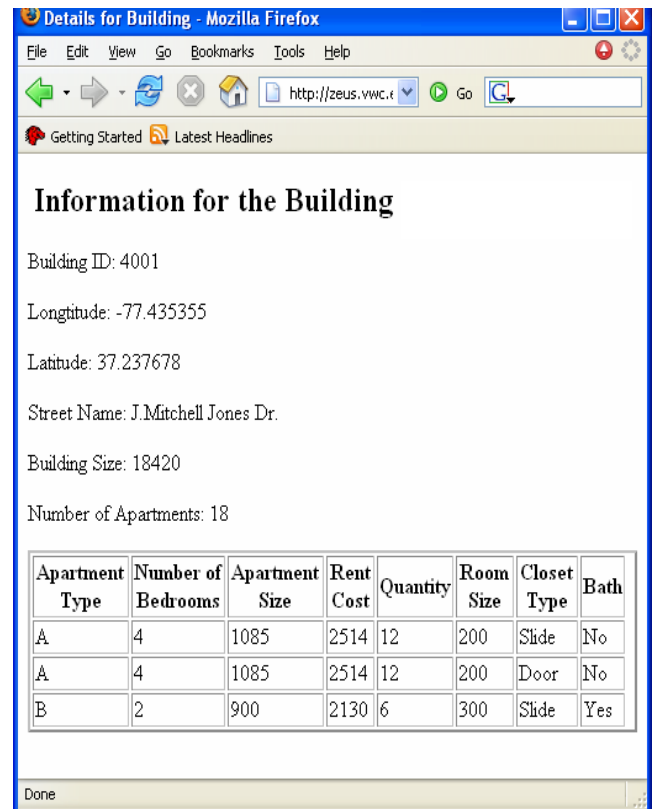 Details for Building - Mozilla Firefox
File Edit View Go Bookmarks Tools Help
http://zeus.vwc.e Go G
Getting Started Latest Headlines
Information for the Building
Building ID: 4001
Longtitude: -77.435355
Latitude: 37.237678
Street Name: J.Mitchell Jones Dr.
Building Size: 18420
Number of Apartments: 18
Apartment Type Number of Bedrooms Apartment Size Rent Cost Quantity Room Size Closet Type Bath
A 4 1085 2514 12 200 Slide No
A 4 1085 2514 12 200 Door No
B 2 900 2130 6 300 Slide Yes
Done